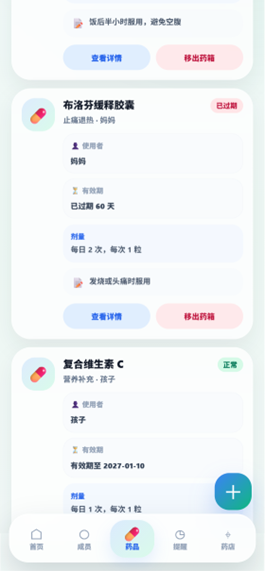 饭后半小时服用，避免空腹
查看详情
移出药箱
布洛芬缓释胶囊
已过期
止痛退热 · 妈妈
使用者
妈妈
有效期
已过期 60 天
剂量
每日 2 次，每次 1 粒
发烧或头痛时服用
查看详情
移出药箱
复合维生素 C
正常
营养补充 · 孩子
使用者
孩子
有效期
有效期至 2027-01-10
剂量
每日 1 次，每次 1 粒
首页
成员
药品
提醒
药店